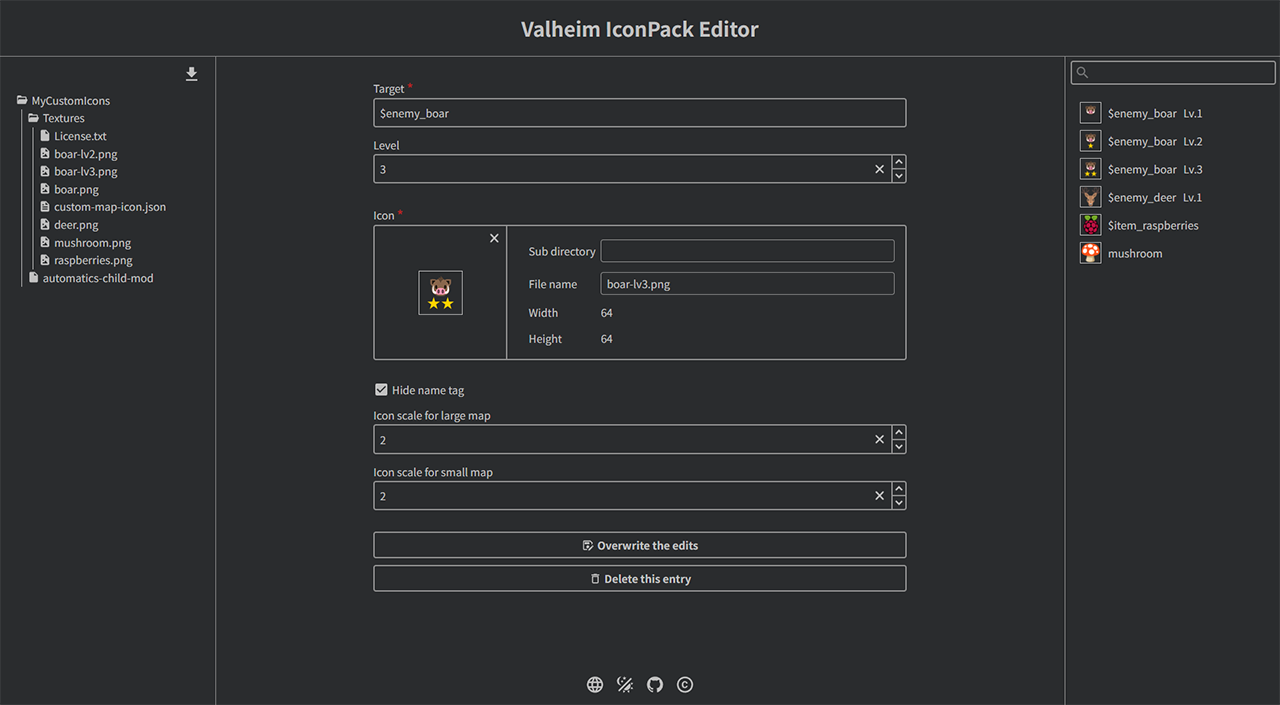 Valheim IconPack Editor
MyCustomIcons
Textures
License.txt
boar-lv2.png
boar-lv3.png
boar.png
custom-map-icon.json
deer.png
mushroom.png
raspberries.png
automatics-child-mod
Target *
$enemy_boar
Level
3
Icon *
Sub directory
File name boar-lv3.png
Width 64
Height 64
Hide name tag
Icon scale for large map
2
Icon scale for small map
2
Overwrite the edits
Delete this entry
$enemy_boar Lv.1
$enemy_boar Lv.2
$enemy_boar Lv.3
$enemy_deer Lv.1
$item_raspberries
mushroom